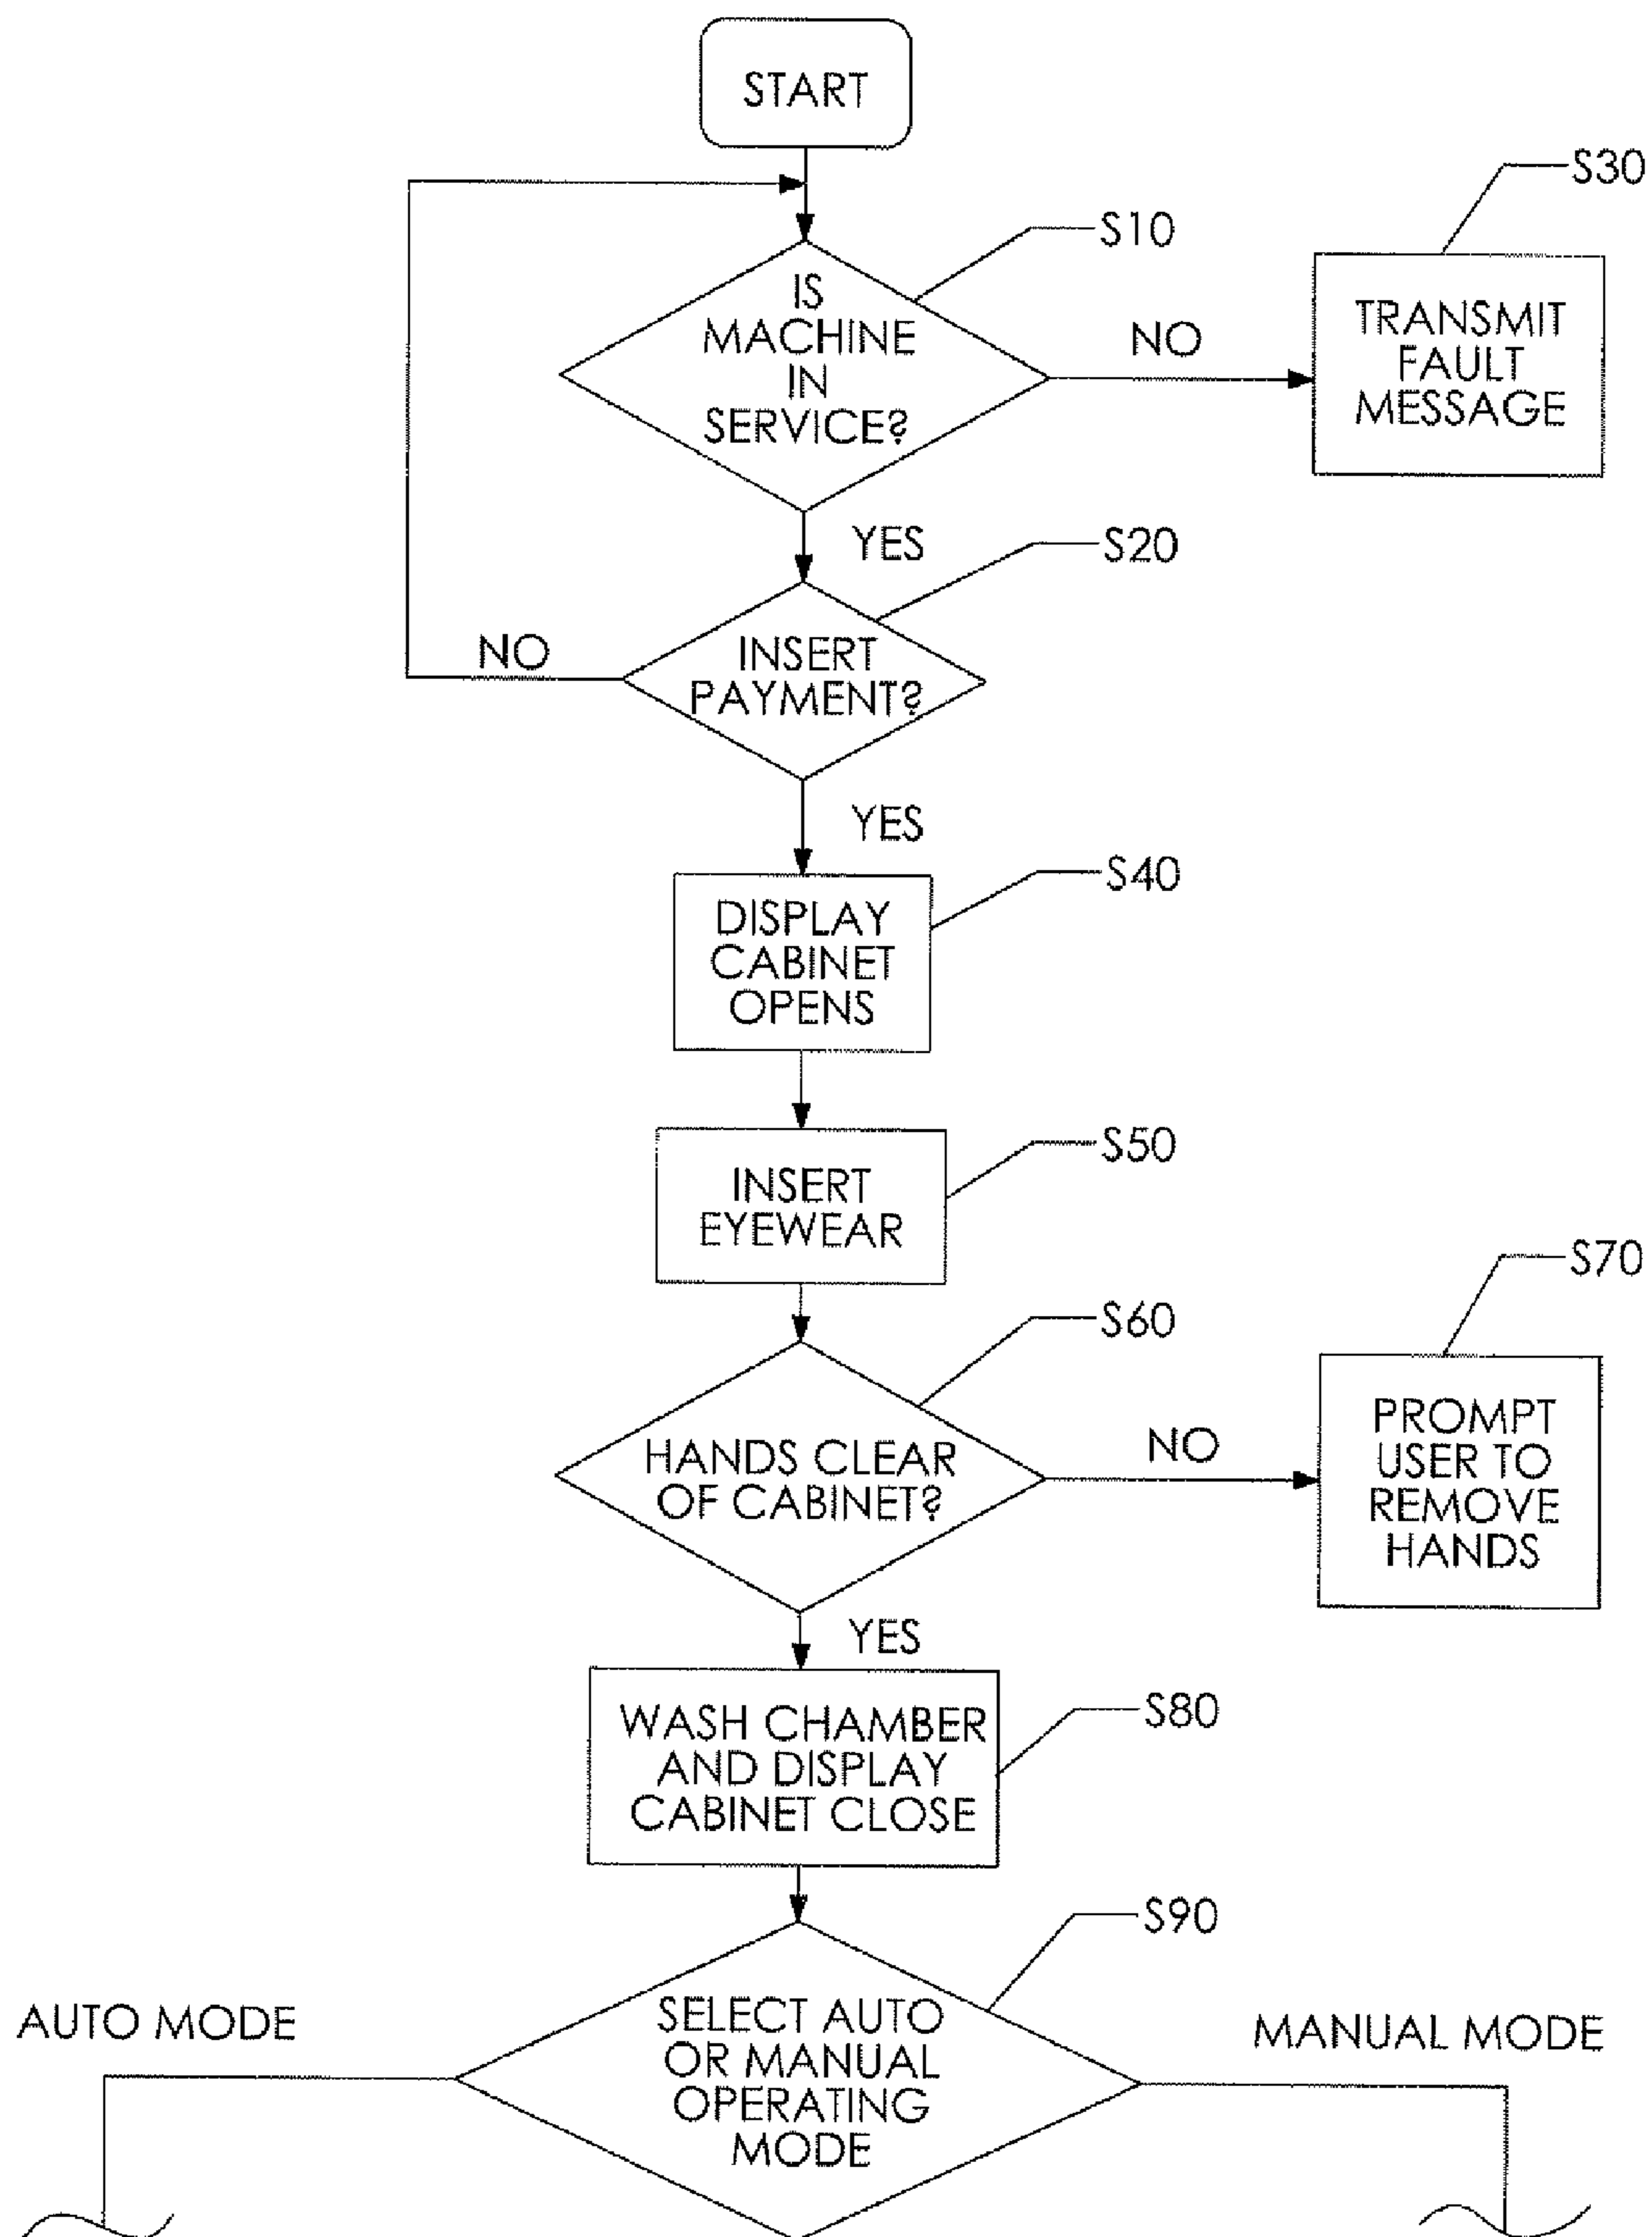 START
S30
S10
IS
MACHINE
IN
SERVICE?
NO
TRANSMIT
FAULT
MESSAGE
YES
S20
NO
INSERT
PAYMENT?
YES
S40
DISPLAY
CABINET
OPENS
S50
INSERT
EYEWEAR
S70
S60
HANDS CLEAR
OF CABINET?
NO
PROMPT
USER TO
REMOVE
HANDS
YES
S80
WASH CHAMBER
AND DISPLAY
CABINET CLOSE
S90
AUTO MODE
SELECT AUTO
OR MANUAL
OPERATING
MODE
MANUAL MODE